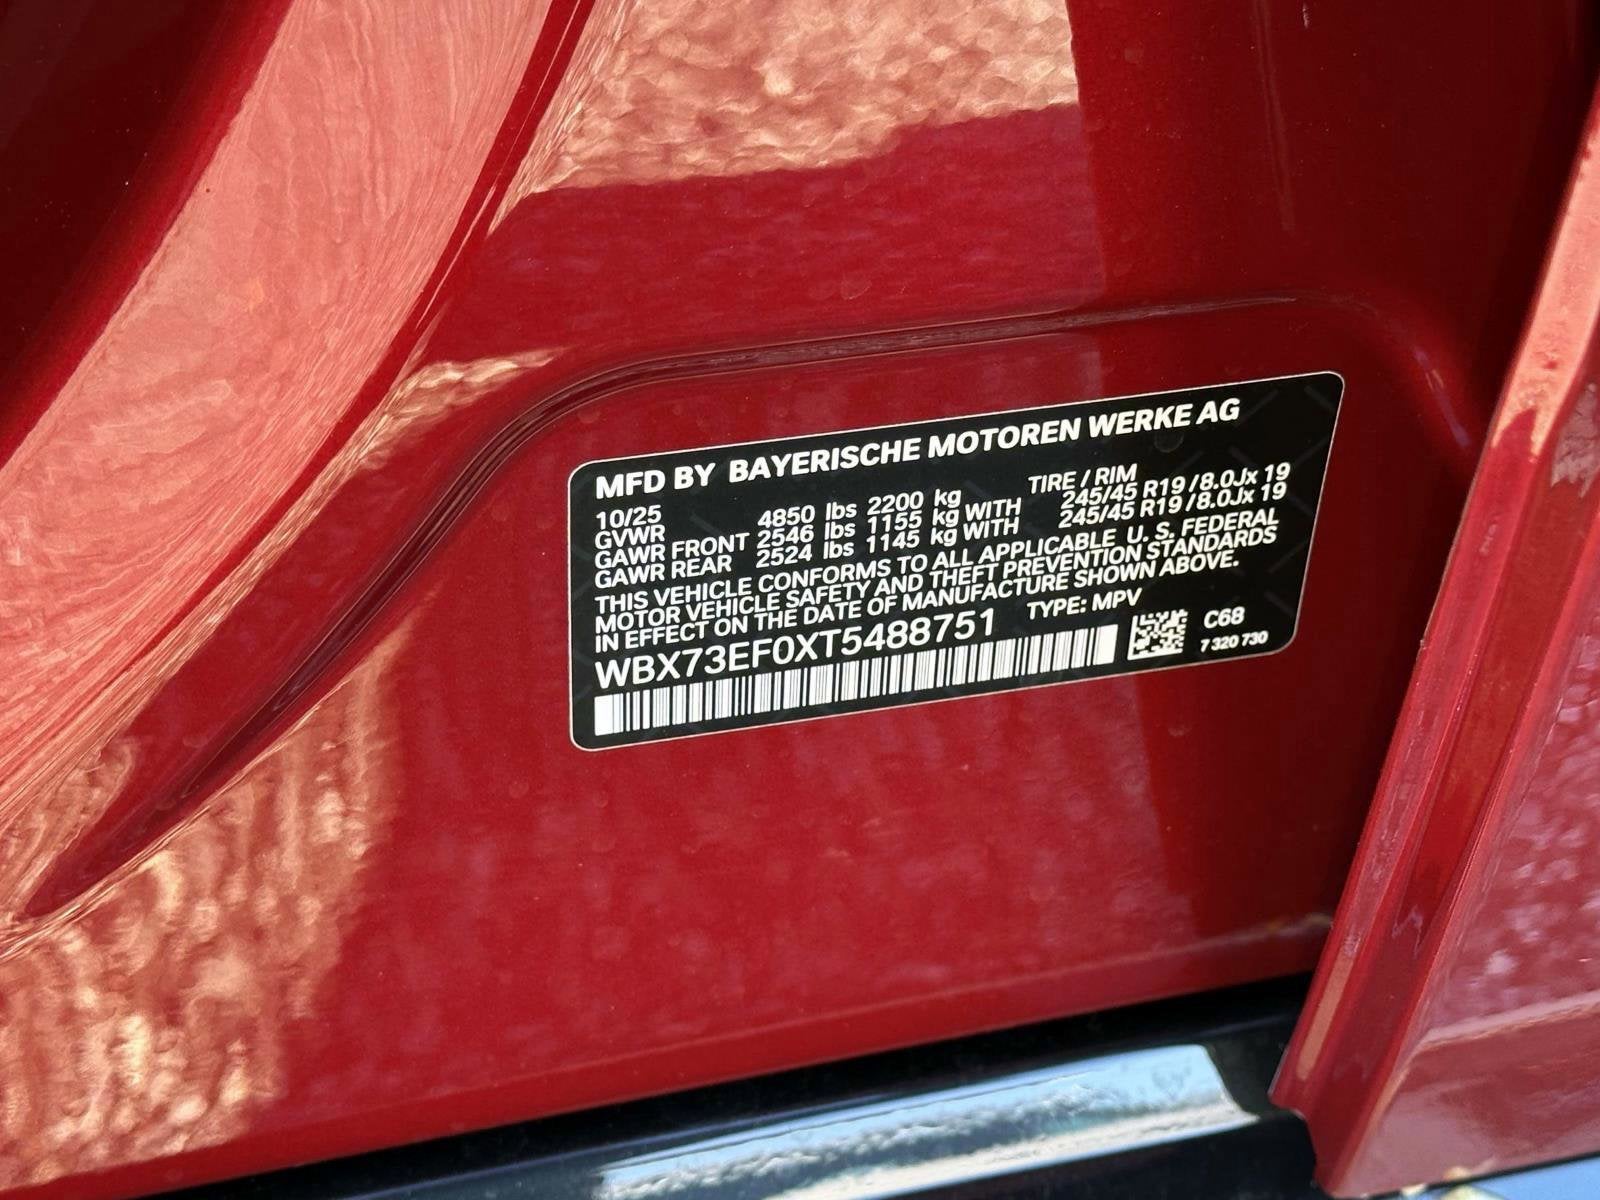 MFD BY BAYERISCHE MOTOREN WERKE AG
10/25 TIRE / RIM
GVWR 4850 lbs 2200 kg
GAWR FRONT 2546 lbs 1155 kg WITH 245/45 R19 / 8.0Jx 19
GAWR REAR 2524 lbs 1145 kg WITH 245/45 R19 / 8.0Jx 19
THIS VEHICLE CONFORMS TO ALL APPLICABLE U. S. FEDERAL
MOTOR VEHICLE SAFETY AND THEFT PREVENTION STANDARDS
IN EFFECT ON THE DATE OF MANUFACTURE SHOWN ABOVE.
WBX73EF0XT5488751 TYPE: MPV
C68
7 320 730